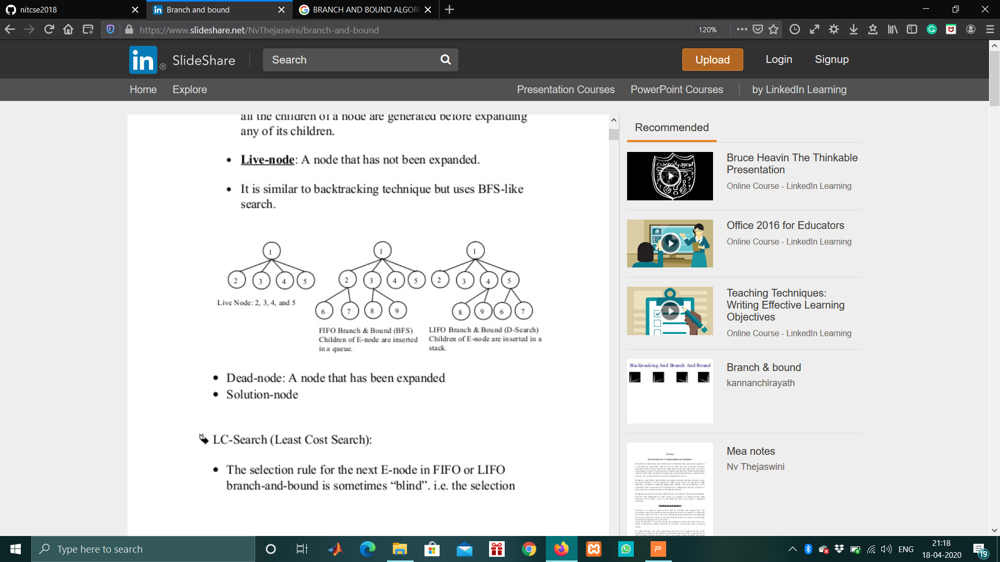 nitcse2018
Branch and bound
BRANCH AND BOUND ALGORI
https://www.slideshare.net/NvThejaswini/branch-and-bound
120%
in ® SlideShare
Search
Upload
Login
Signup
Home
Explore
Presentation Courses
PowerPoint Courses
by LinkedIn Learning
all the children of a node are generated before expanding
any of its children.
• Live-node: A node that has not been expanded.
• It is similar to backtracking technique but uses BFS-like
search.
1
2 3 4 5
Live Node: 2, 3, 4, and 5
1
2 3 4 5
6 7 8 9
FIFO Branch & Bound (BFS)
Children of E-node are inserted
in a queue.
1
2 3 4 5
8 9 6 7
LIFO Branch & Bound (D-Search)
Children of E-node are inserted in a
stack.
• Dead-node: A node that has been expanded
• Solution-node
LC-Search (Least Cost Search):
• The selection rule for the next E-node in FIFO or LIFO
branch-and-bound is sometimes “blind”. i.e. the selection
Recommended
curiosity agent
Bruce Heavin The Thinkable
Presentation
Online Course - LinkedIn Learning
Office 2016 for Educators
Online Course - LinkedIn Learning
Teaching Techniques:
Writing Effective Learning
Objectives
Online Course - LinkedIn Learning
Backtracking And Branch And Bound
Branch & bound
kannanchirayath
Mea notes
Nv Thejaswini
Type here to search
ENG
21:18
18-04-2020
19